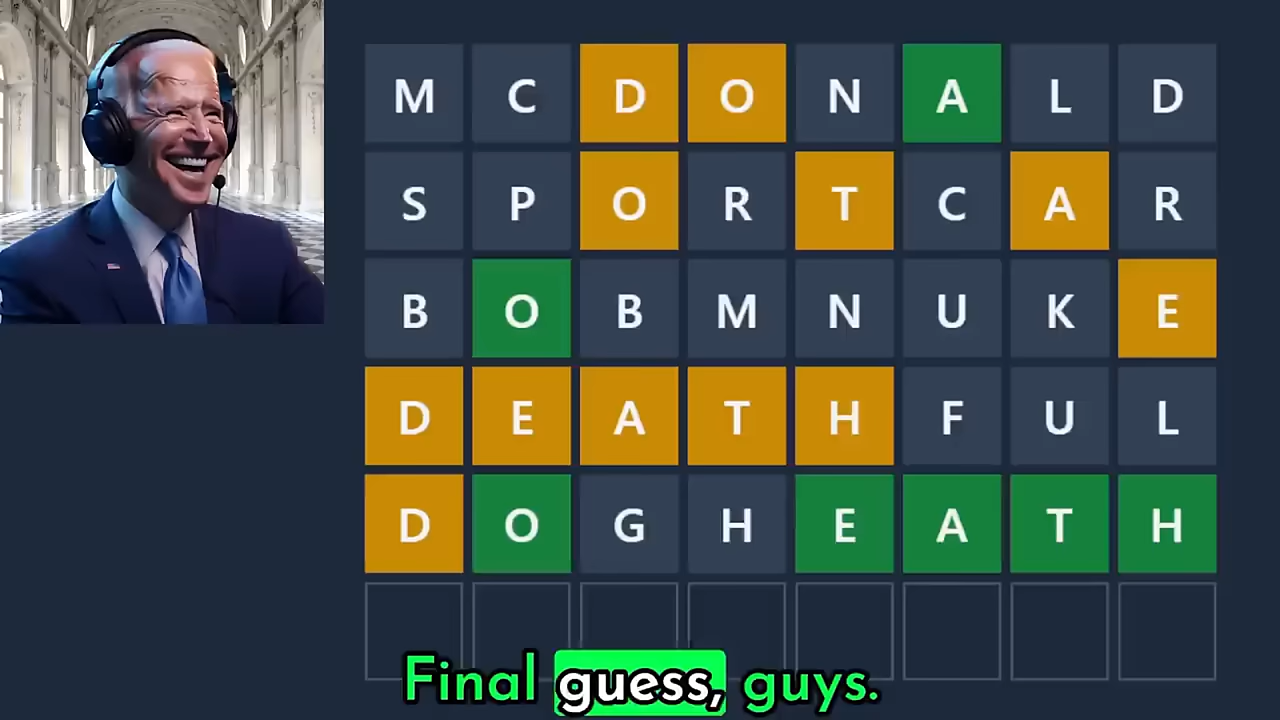 MCDONALD
SPORTCAR
BOBMNUKE
DEATHFUL
DOGHEATH
Final guess, guys.